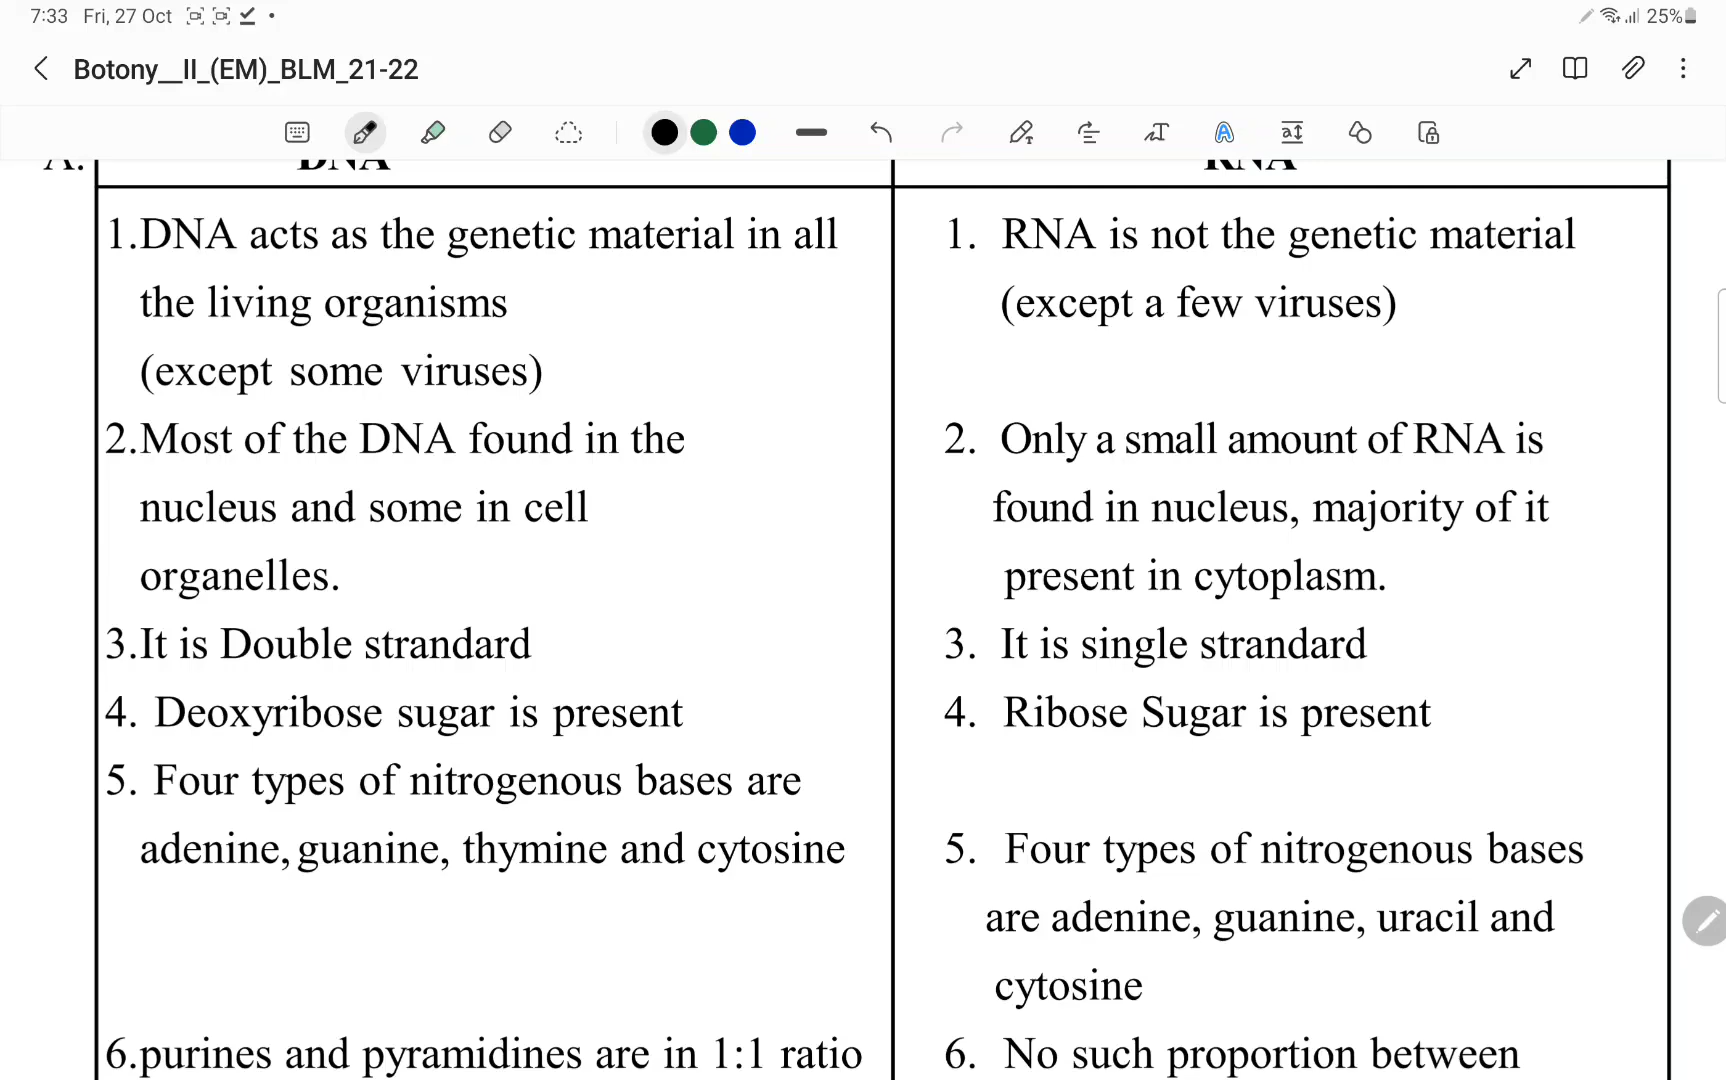 7:33 Fri, 27 Oct
25%
Botony__II_(EM)_BLM_21-22
A. DNA RNA
1.DNA acts as the genetic material in all
the living organisms
(except some viruses)
2.Most of the DNA found in the
nucleus and some in cell
organelles.
3.It is Double strandard
4. Deoxyribose sugar is present
5. Four types of nitrogenous bases are
adenine, guanine, thymine and cytosine
6.purines and pyramidines are in 1:1 ratio
1. RNA is not the genetic material
(except a few viruses)
2. Only a small amount of RNA is
found in nucleus, majority of it
present in cytoplasm.
3. It is single strandard
4. Ribose Sugar is present
5. Four types of nitrogenous bases
are adenine, guanine, uracil and
cytosine
6. No such proportion between